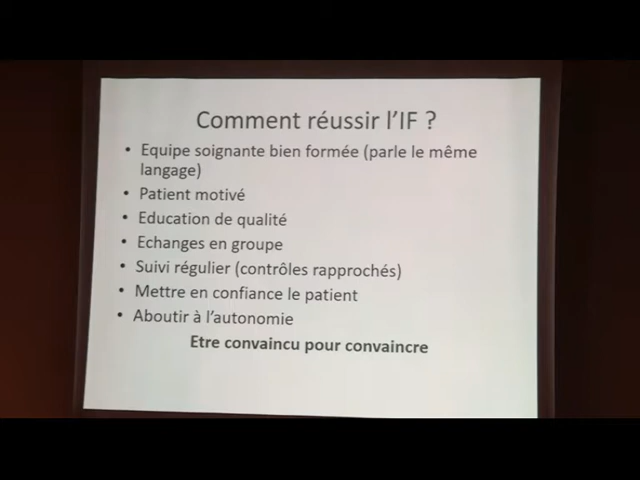 Comment réussir l'IF ?
• Equipe soignante bien formée (parle le même
langage)
• Patient motivé
• Education de qualité
• Echanges en groupe
• Suivi régulier (contrôles rapprochés)
• Mettre en confiance le patient
• Aboutir à l'autonomie
Etre convaincu pour convaincre